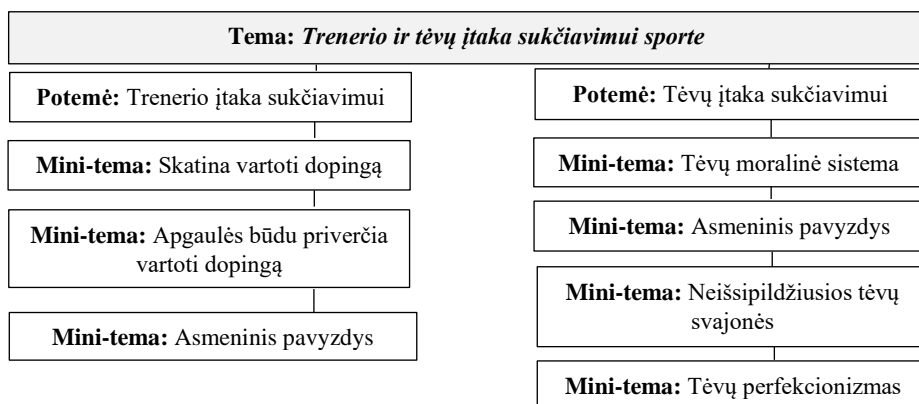 Tema: Trenerio ir tėvų įtaka sukčiavimui sporte
Potemė: Trenerio įtaka sukčiavimui
Mini-tema: Skatina vartoti dopingą
Mini-tema: Apgaulės būdu priverčia
vartoti dopingą
Mini-tema: Asmeninis pavyzdys
Potemė: Tėvų įtaka sukčiavimui
Mini-tema: Tėvų moralinė sistema
Mini-tema: Asmeninis pavyzdys
Mini-tema: Neišsipildžiusios tėvų
svajonės
Mini-tema: Tėvų perfekcionizmas